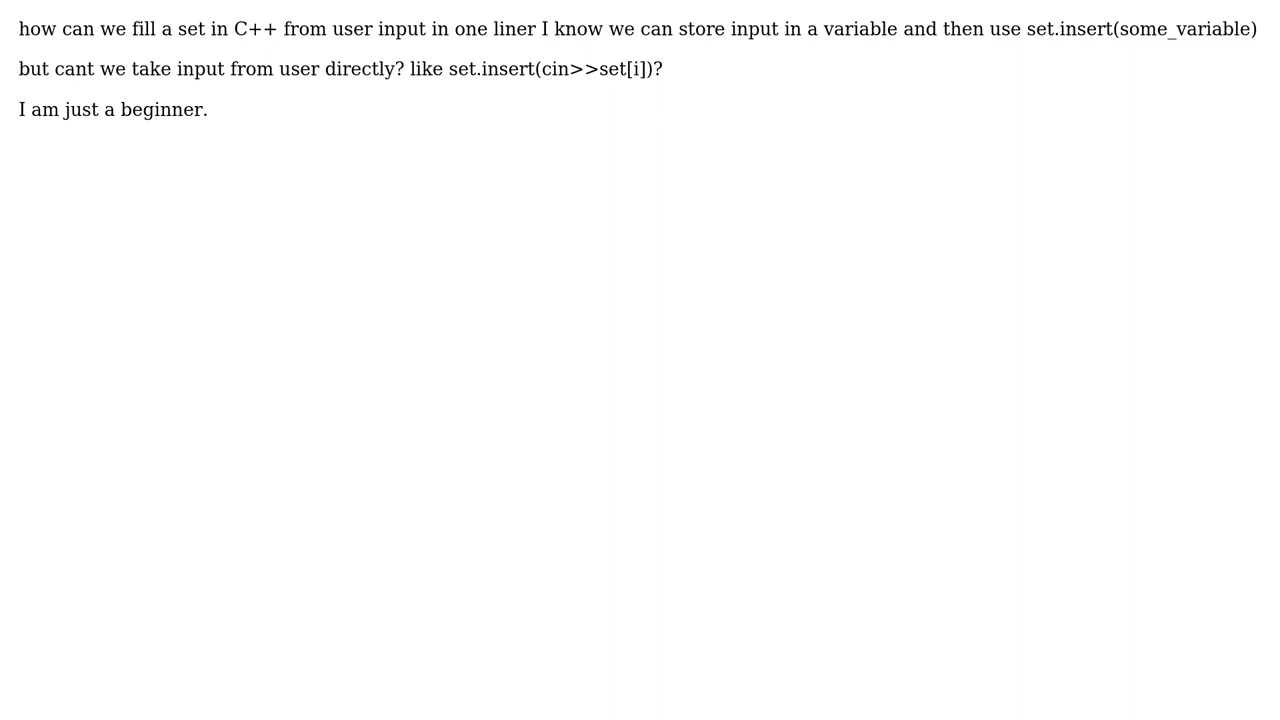 how can we fill a set in C++ from user input in one liner I know we can store input in a variable and then use set.insert(some_variable)
but cant we take input from user directly? like set.insert(cin>>set[i])?
I am just a beginner.